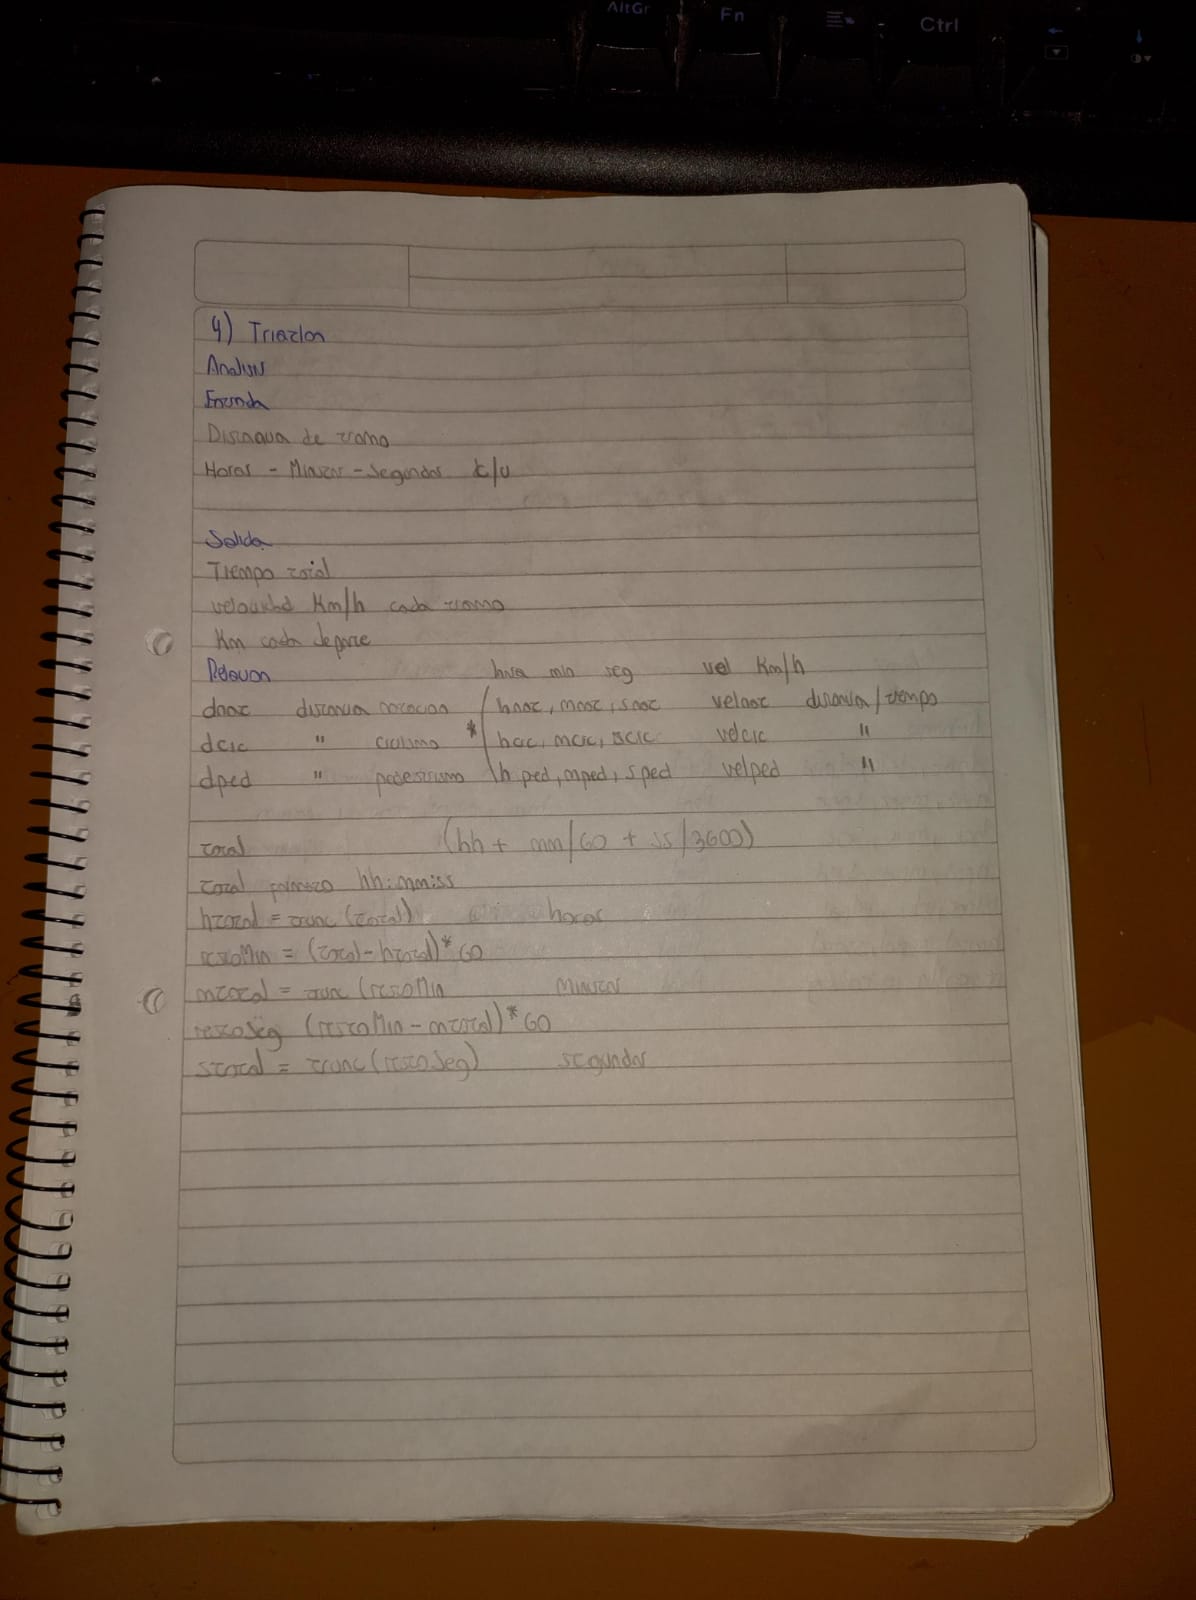 AltGr
Fn
Ctrl
4) Triatlon
Analisis
Entrada
Distancia de tramo
Horas - Minutos - Segundos c/u
Salida
Tiempo total
velocidad Km/h cada tramo
Km cada deporte
Relacion hora min seg vel Km/h
dnat distancia natacion hnat, mnat, snat velnat distancia/tiempo
dcic " ciclismo * hcic, mcic, scic velcic "
dped " pedestrismo hped, mped, sped velped "
total (hh + mm/60 + ss/3600)
total formato hh:mm:ss
htotal = trunc(total) horas
restoMin = (total-htotal)*60
mtotal = trunc(restoMin minutos
restoSeg (restoMin-mtotal)*60
stotal = trunc(restoSeg) segundos